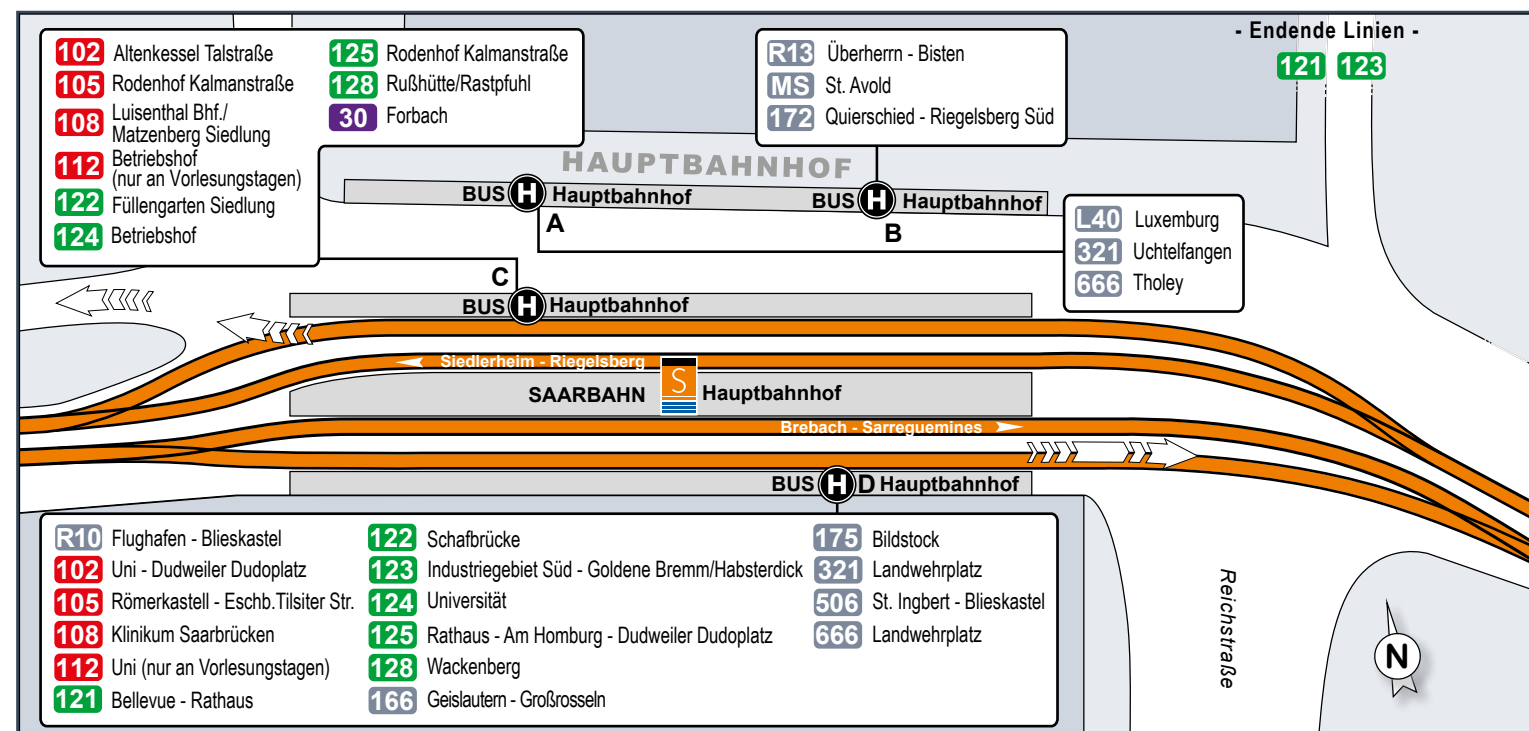 102 Altenkessel Talstraße
105 Rodenhof Kalmanstraße
108 Luisenthal Bhf./
Matzenberg Siedlung
112 Betriebshof
(nur an Vorlesungstagen)
122 Füllengarten Siedlung
124 Betriebshof
125 Rodenhof Kalmanstraße
128 Rußhütte/Rastpfuhl
30 Forbach
R13 Überherrn - Bisten
MS St. Avold
172 Quierschied - Riegelsberg Süd
- Endende Linien -
121 123
HAUPTBAHNHOF
BUS H Hauptbahnhof
A
BUS H Hauptbahnhof
B
L40 Luxemburg
321 Uchtelfangen
666 Tholey
C
BUS H Hauptbahnhof
Siedlerheim - Riegelsberg
SAARBAHN S Hauptbahnhof
Brebach - Sarreguemines
BUS H D Hauptbahnhof
R10 Flughafen - Blieskastel
102 Uni - Dudweiler Dudoplatz
105 Römerkastell - Eschb.Tilsiter Str.
108 Klinikum Saarbrücken
112 Uni (nur an Vorlesungstagen)
121 Bellevue - Rathaus
122 Schafbrücke
123 Industriegebiet Süd - Goldene Bremm/Habsterdick
124 Universität
125 Rathaus - Am Homburg - Dudweiler Dudoplatz
128 Wackenberg
166 Geislautern - Großrosseln
175 Bildstock
321 Landwehrplatz
506 St. Ingbert - Blieskastel
666 Landwehrplatz
Reichstraße
N